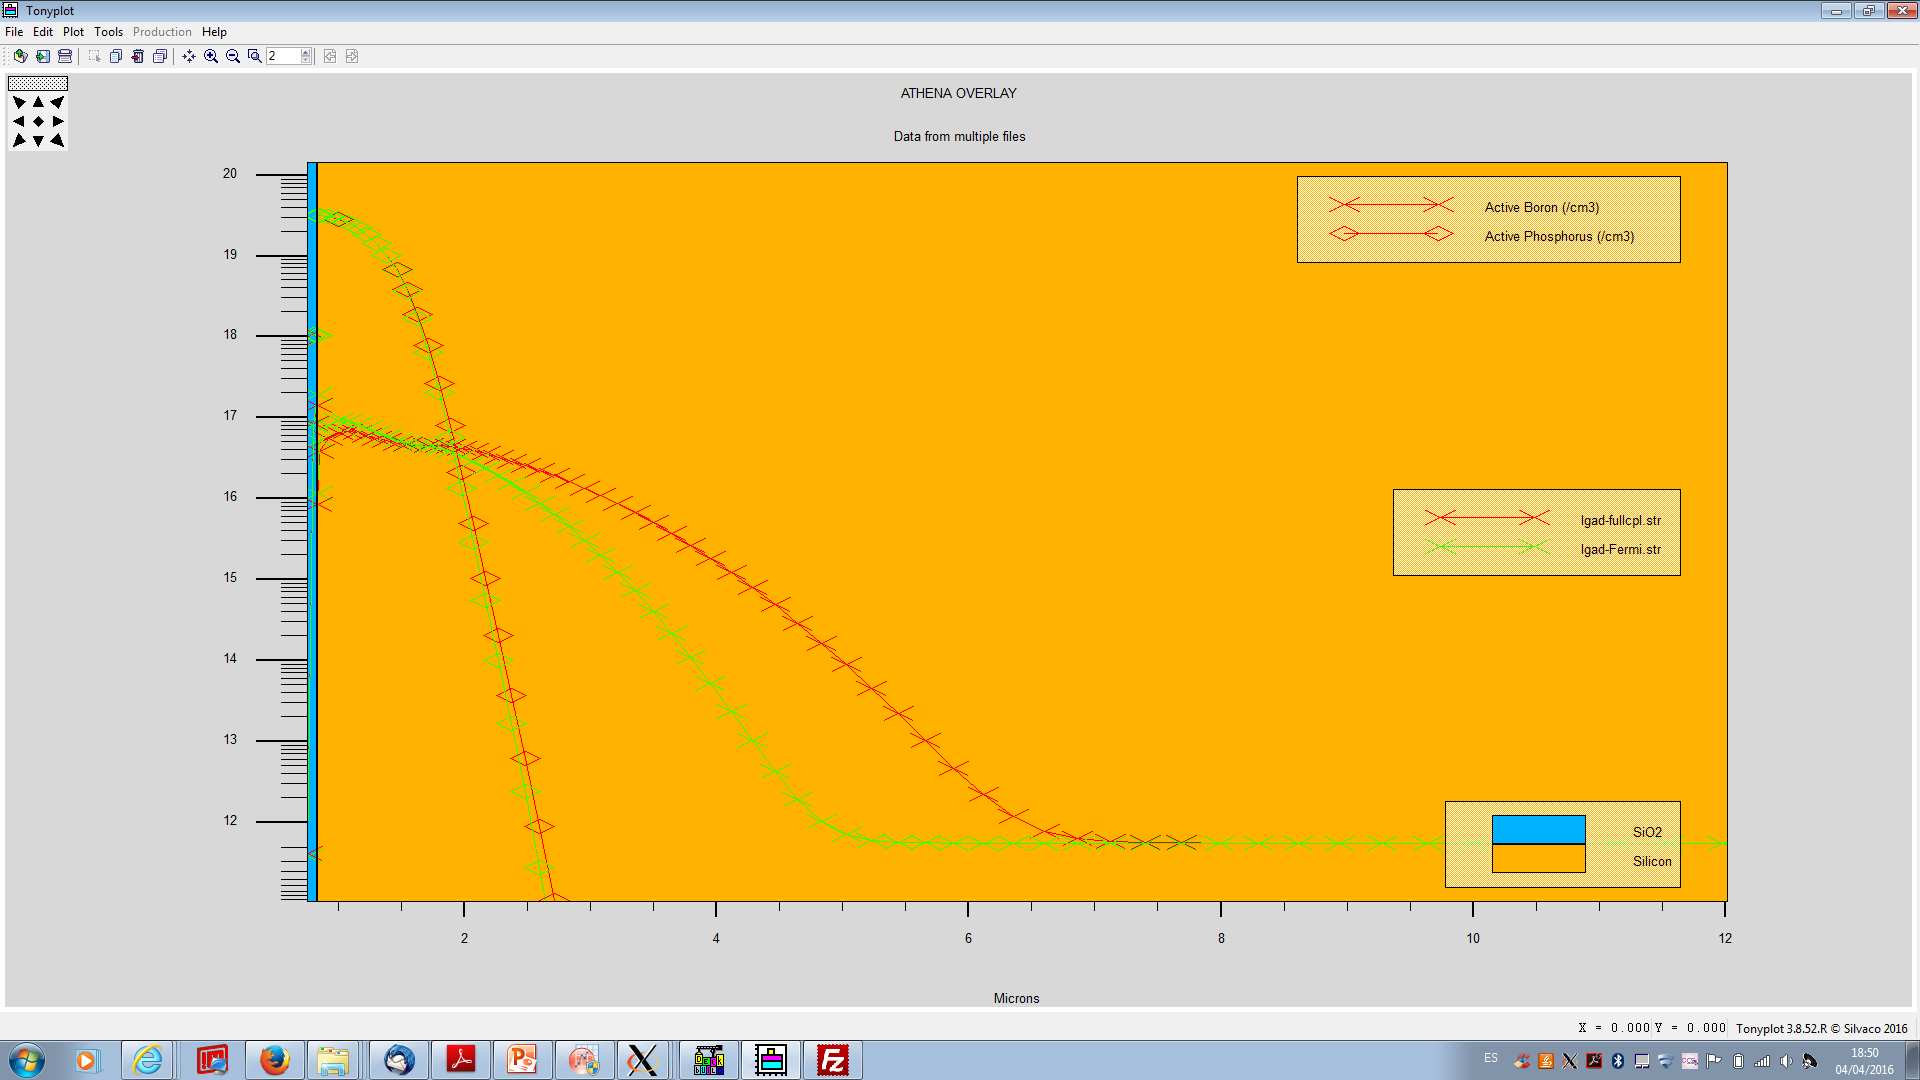 Tonyplot
File Edit Plot Tools Production Help
2
ATHENA OVERLAY
Data from multiple files
20
19
18
17
16
15
14
13
12
Active Boron (/cm3)
Active Phosphorus (/cm3)
lgad-fullcpl.str
lgad-Fermi.str
SiO2
Silicon
2 4 6 8 10 12
Microns
X = 0.000 Y = 0.000 Tonyplot 3.8.52.R © Silvaco 2016
ES
18:50
04/04/2016